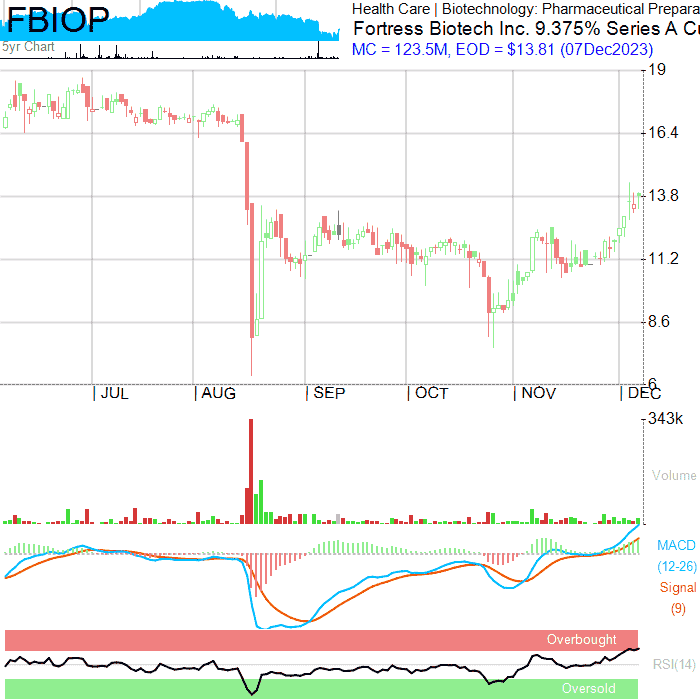 FBIOP
5yr Chart
Health Care | Biotechnology: Pharmaceutical Prepara
Fortress Biotech Inc. 9.375% Series A Cu
MC = 123.5M, EOD = $13.81 (07Dec2023)
19
16.4
13.8
11.2
8.6
6
| JUL | AUG | SEP | OCT | NOV | DEC
343k
Volume
MACD
(12-26)
Signal
(9)
Overbought
RSI(14)
Oversold